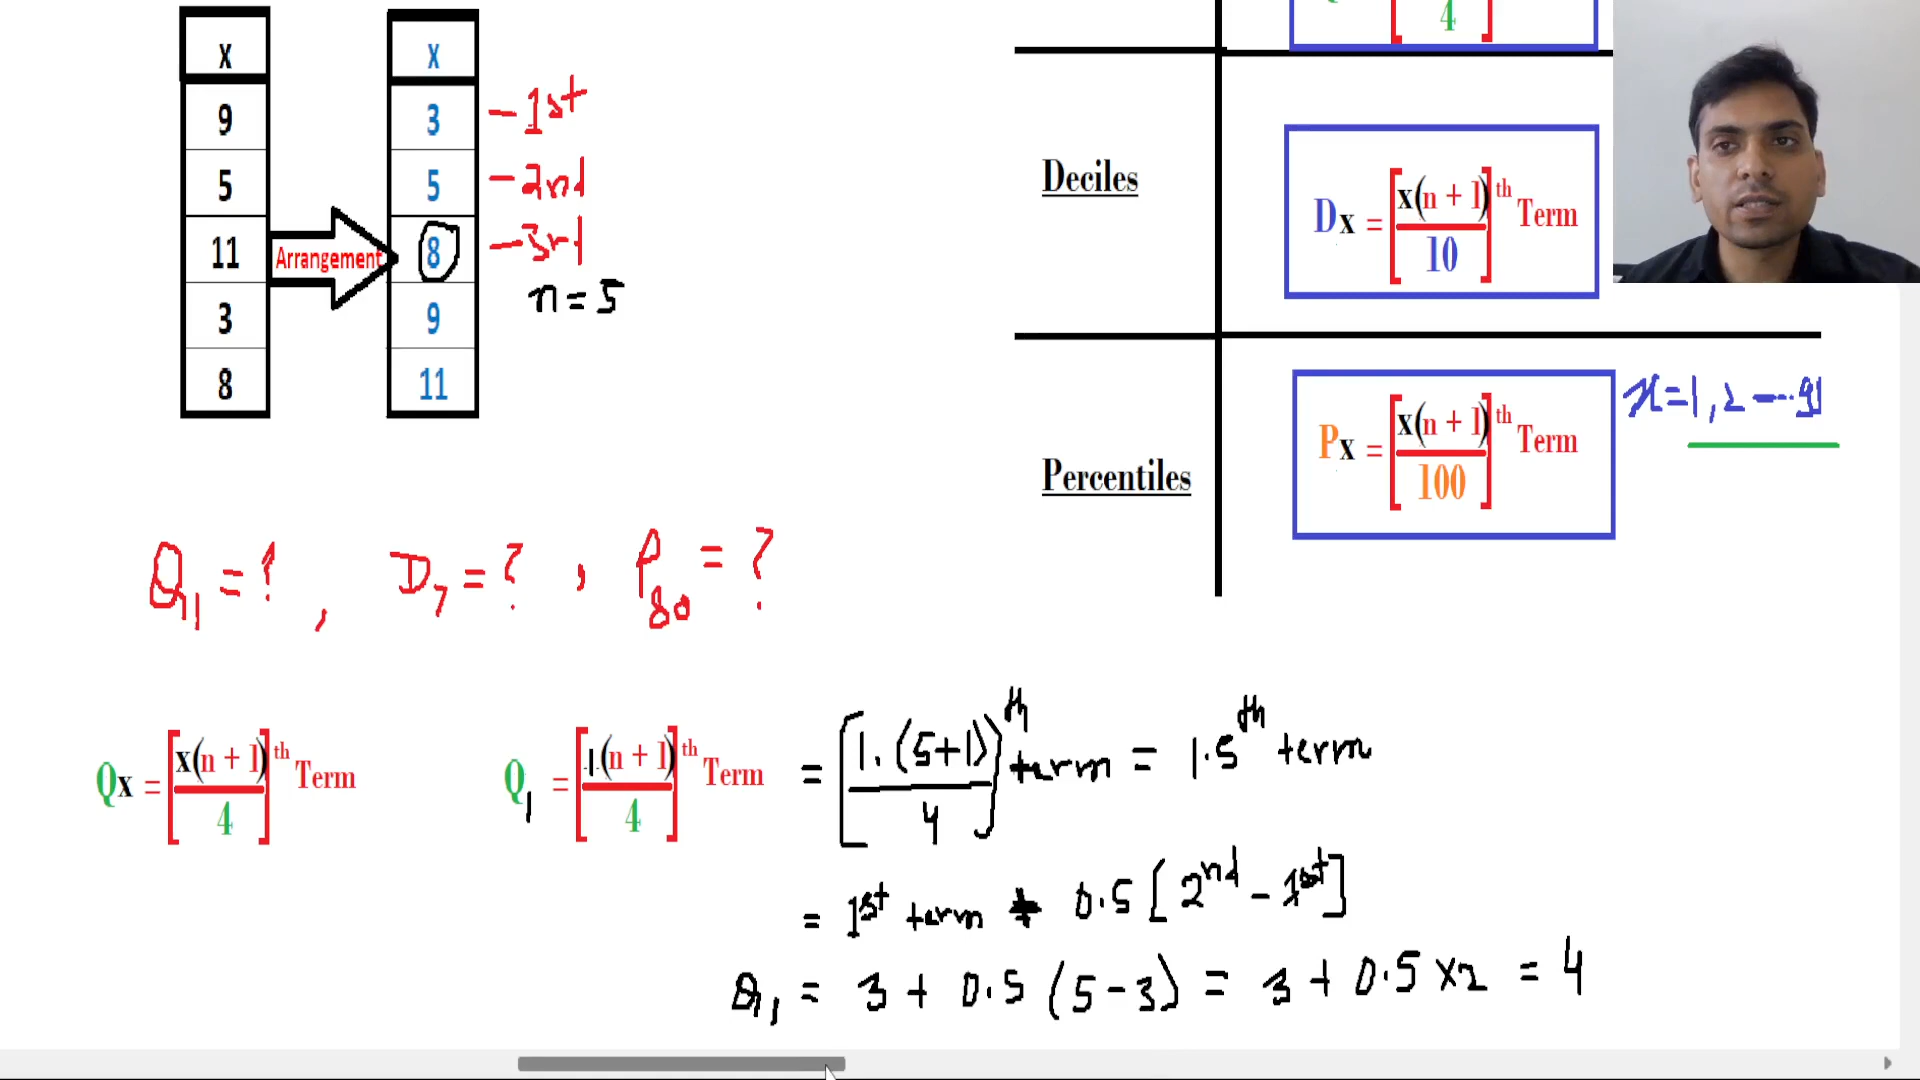 x
9
5
11
3
8
Arrangement
x
3 - 1st
5 - 2nd
8 - 3rd
n = 5
9
11
4
Deciles
Dx = [x(n + 1)/10]th Term
Percentiles
Px = [x(n + 1)/100]th Term
x = 1, 2 --- 99
Q1 = ? , D7 = ? , P80 = ?
Qx = [x(n + 1)/4]th Term
Q1 = [1.(n + 1)/4]th Term = [1.(5+1)/4]th term = 1.5th term
= 1st term + 0.5 [2nd - 1st]
Q1 = 3 + 0.5 (5 - 3) = 3 + 0.5 x 2 = 4